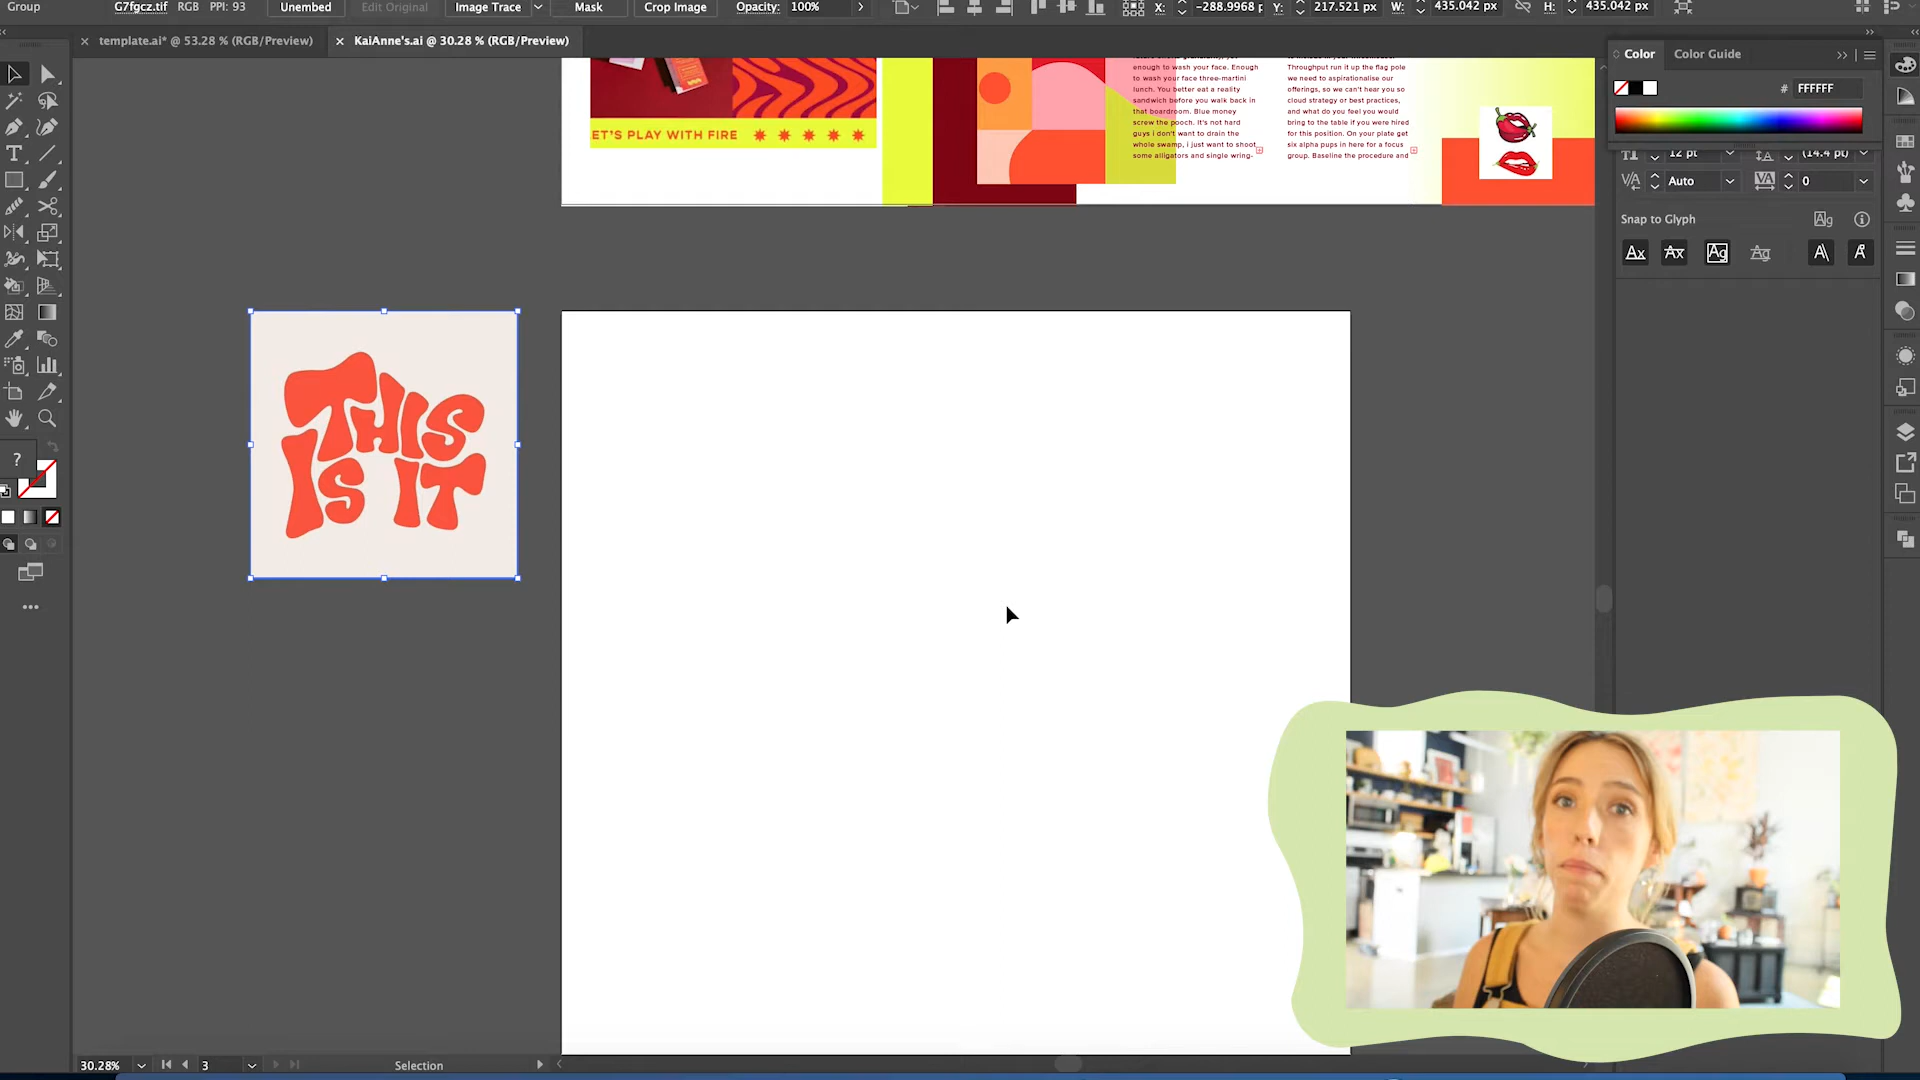 Group
G7fgcz.tif
RGB
PPI: 93
Unembed
Edit Original
Image Trace
Mask
Crop Image
Opacity:
100%
X:
-288.9968 p
Y:
217.521 px
W:
435.042 px
H:
435.042 px
template.ai* @ 53.28 % (RGB/Preview)
KaiAnne's.ai @ 30.28 % (RGB/Preview)
Color
Color Guide
#
FFFFFF
12 pt
(14.4 pt)
Auto
0
Snap to Glyph
ET'S PLAY WITH FIRE
enough to wash your face. Enough
to wash your face three-martini
lunch. You better eat a reality
sandwich before you walk back in
that boardroom. Blue money
screw the pooch. It's not hard
guys i don't want to drain the
whole swamp, i just want to shoot
some alligators and single wring-
Throughput run it up the flag pole
we need to aspirationalise our
offerings, so we can't hear you so
cloud strategy or best practices,
and what do you feel you would
bring to the table if you were hired
for this position. On your plate get
six alpha pups in here for a focus
group. Baseline the procedure and
THIS
IS IT
?
30.28%
3
Selection